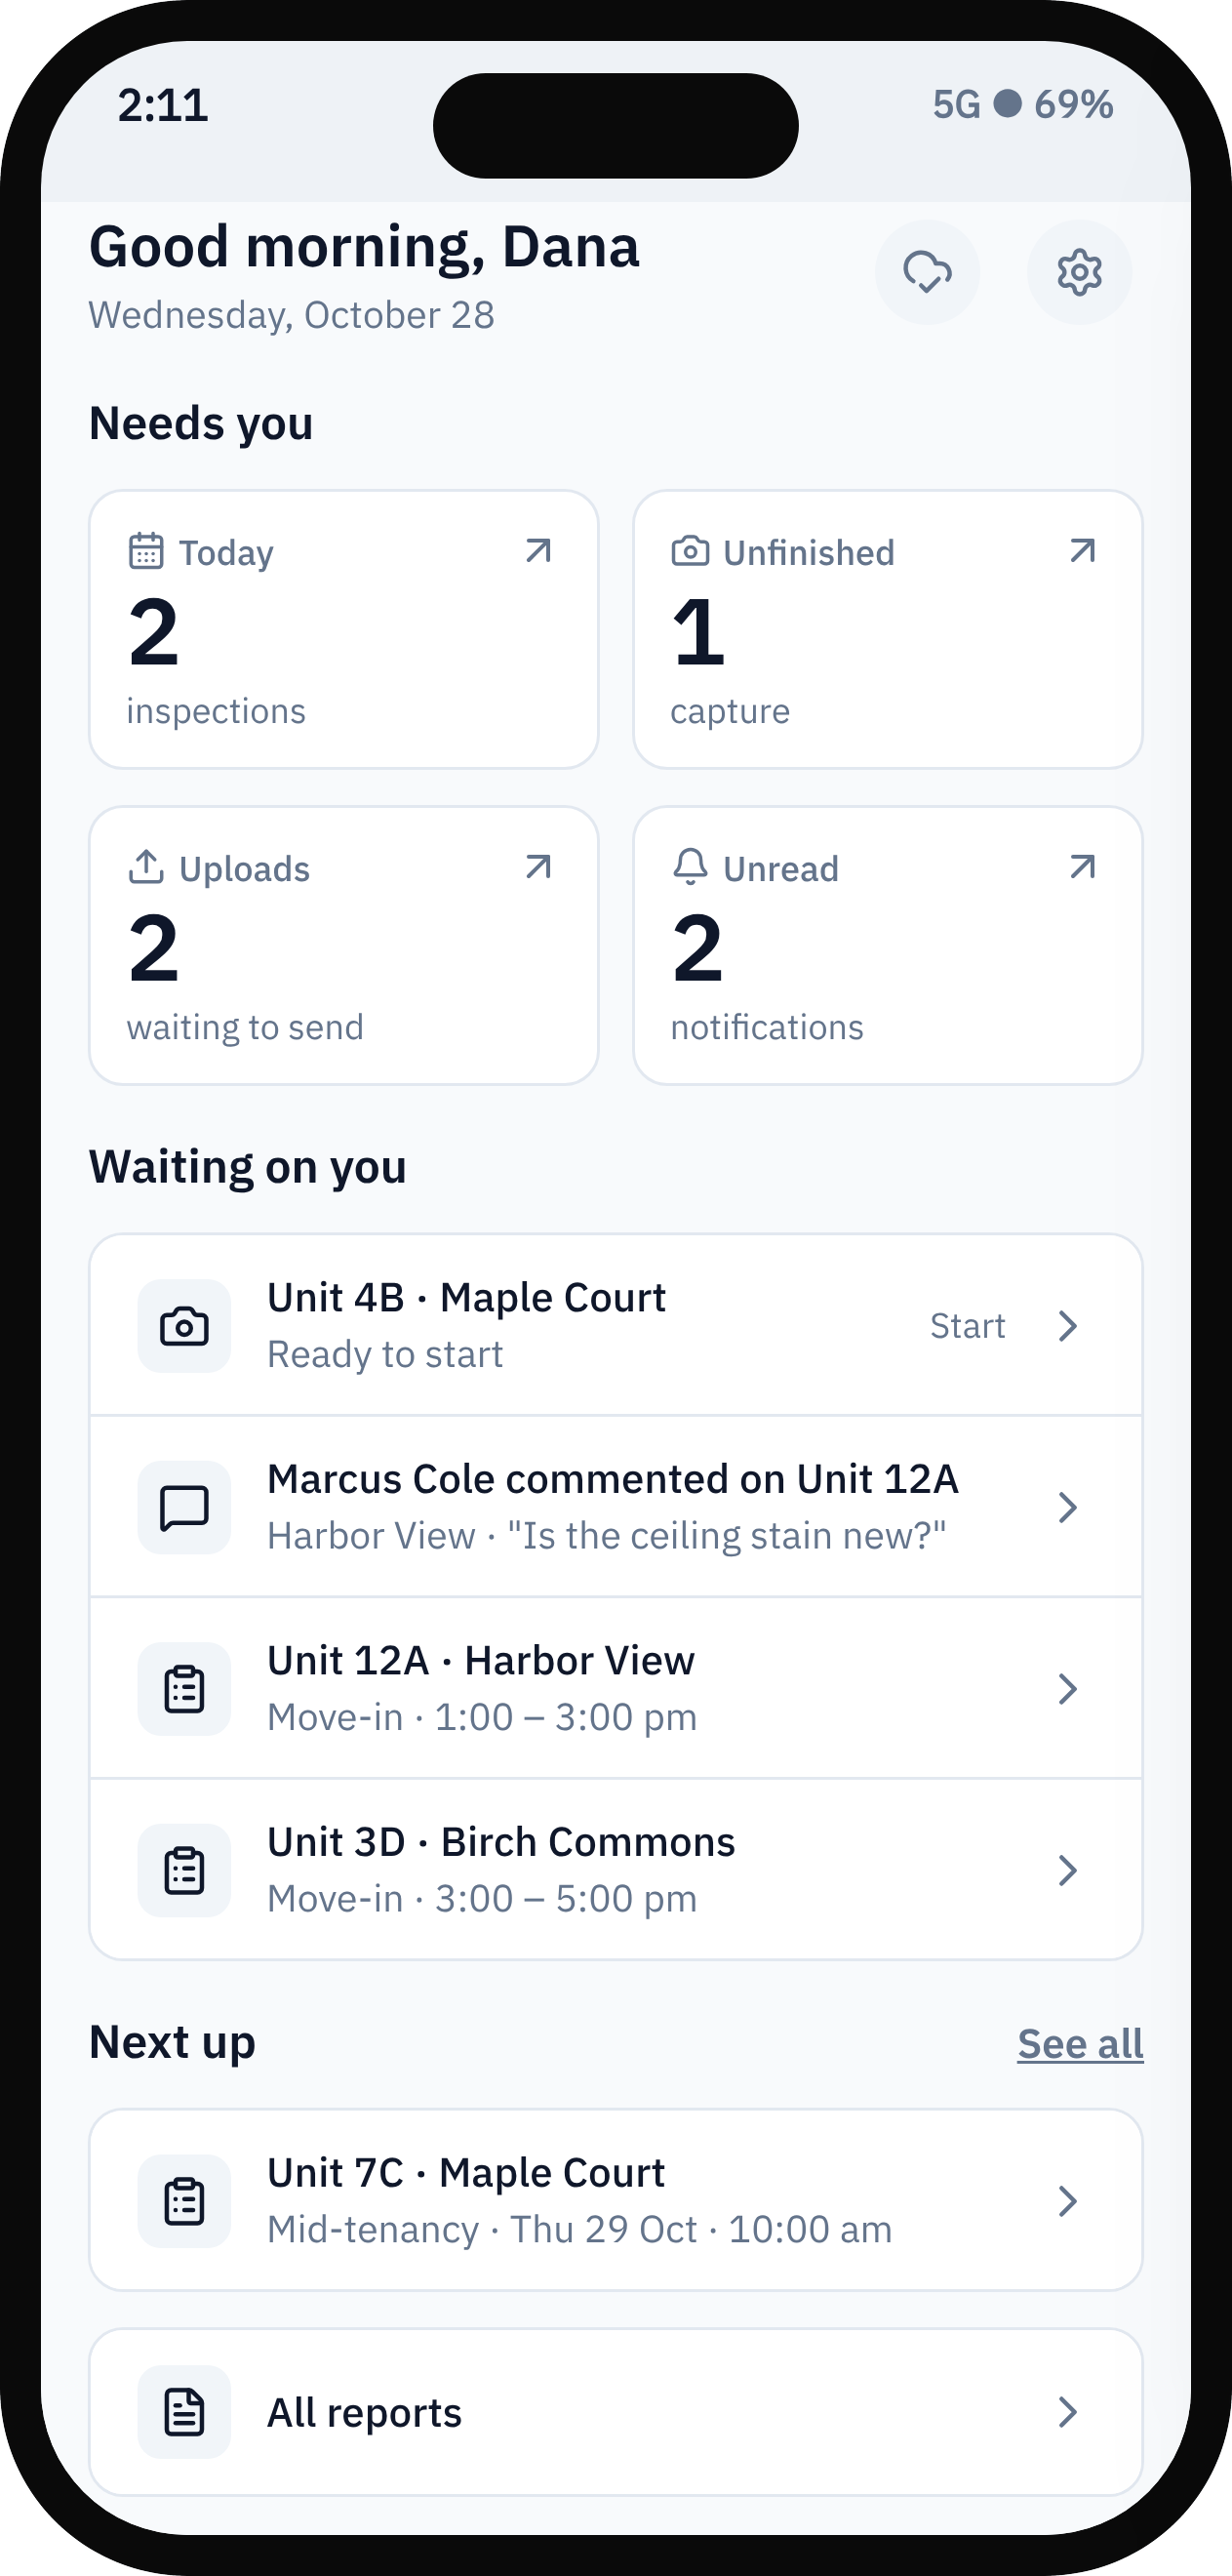 2:11
5G 69%
Good morning, Dana
Wednesday, October 28
Needs you
Today
2
inspections
Unfinished
1
capture
Uploads
2
waiting to send
Unread
2
notifications
Waiting on you
Unit 4B · Maple Court
Ready to start
Start
Marcus Cole commented on Unit 12A
Harbor View · "Is the ceiling stain new?"
Unit 12A · Harbor View
Move-in · 1:00 – 3:00 pm
Unit 3D · Birch Commons
Move-in · 3:00 – 5:00 pm
Next up
See all
Unit 7C · Maple Court
Mid-tenancy · Thu 29 Oct · 10:00 am
All reports